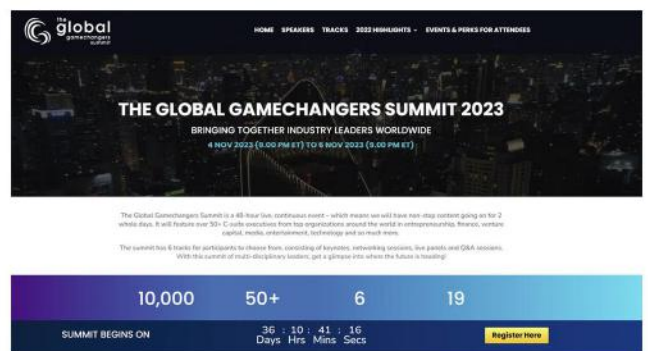 the
global
gamechangers
summit
HOME SPEAKERS TRACKS 2022 HIGHLIGHTS EVENTS & PERKS FOR ATTENDEES
THE GLOBAL GAMECHANGERS SUMMIT 2023
BRINGING TOGETHER INDUSTRY LEADERS WORLDWIDE
4 NOV 2023 (9.00 PM ET) TO 6 NOV 2023 (9.00 PM ET)
The Global Gamechangers Summit is a 48-hour live, continuous event - which means we will have non-stop content going on for 2
whole days. It will feature over 50+ C-suite executives from top organizations around the world in entrepreneurship, finance, venture
capital, media, entertainment, technology and so much more.
The summit has 6 tracks for participants to choose from, consisting of keynotes, networking sessions, live panels and Q&A sessions.
With this summit of multi-disciplinary leaders, get a glimpse into where the future is heading!
10,000 50+ 6 19
SUMMIT BEGINS ON
36 : 10 : 41 : 16
Days Hrs Mins Secs
Register Here